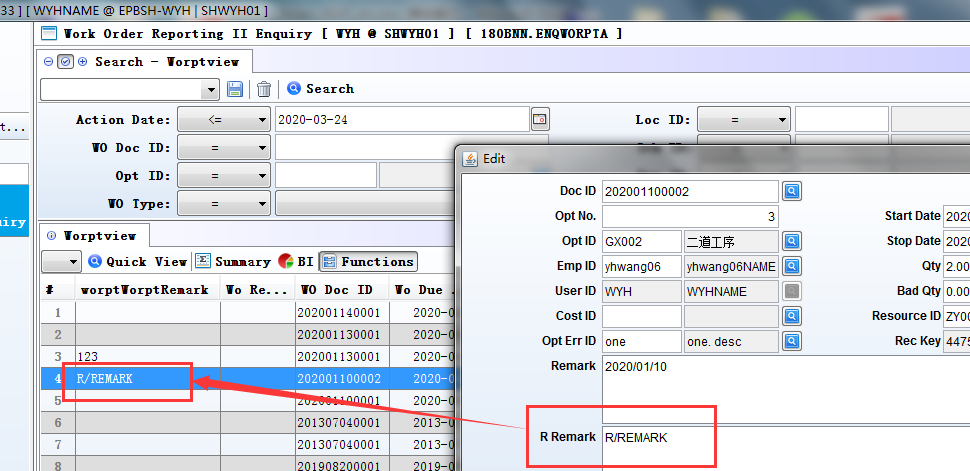 33 ] [ WYHNAME @ EPBSH-WYH | SHWYH01 ]
Work Order Reporting II Enquiry [ WYH @ SHWYH01 ] [ 180BNN.ENQWORPTA ]
Search - Worptview
Search
t...
Action Date: <= 2020-03-24 Loc ID: =
WO Doc ID: =
Opt ID: =
WO Type: =
iry
Worptview
Quick View Summary BI Functions
# worptWorptRemark Wo Re... WO Doc ID Wo Due .
1 202001140001 2020-0
2 202001130001 2020-0
3 123 202001130001 2020-0
4 R/REMARK 202001100002 2020-0
5 202001100001 2020-0
6 201307040001 2013-0
7 201307040001 2013-0
8 201908200001 2019-0
Edit
Doc ID 202001100002
Opt No. 3 Start Date 2020
Opt ID GX002 二道工序 Stop Date 2020
Emp ID yhwang06 yhwang06NAME Qty 2.00
User ID WYH WYHNAME Bad Qty 0.00
Cost ID Resource ID ZY00
Opt Err ID one one. desc Rec Key 4475
Remark 2020/01/10
R Remark R/REMARK